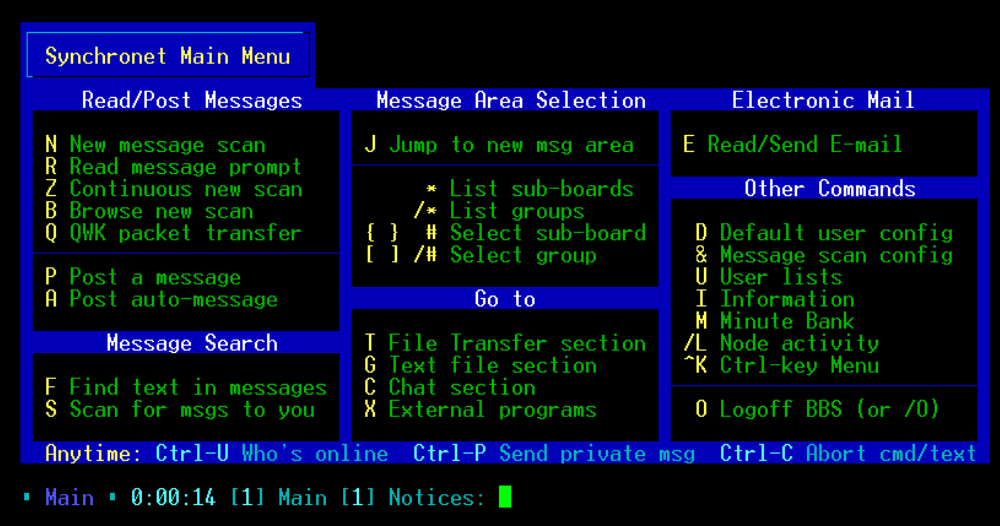 Synchronet Main Menu
Read/Post Messages
N New message scan
R Read message prompt
Z Continuous new scan
B Browse new scan
Q QWK packet transfer
P Post a message
A Post auto-message
Message Search
F Find text in messages
S Scan for msgs to you
Message Area Selection
J Jump to new msg area
* List sub-boards
/* List groups
{ } # Select sub-board
[ ] /# Select group
Go to
T File Transfer section
G Text file section
C Chat section
X External programs
Electronic Mail
E Read/Send E-mail
Other Commands
D Default user config
& Message scan config
U User lists
I Information
M Minute Bank
/L Node activity
^K Ctrl-key Menu
O Logoff BBS (or /O)
Anytime: Ctrl-U Who's online Ctrl-P Send private msg Ctrl-C Abort cmd/text
▪ Main ▪ 0:00:14 [1] Main [1] Notices: